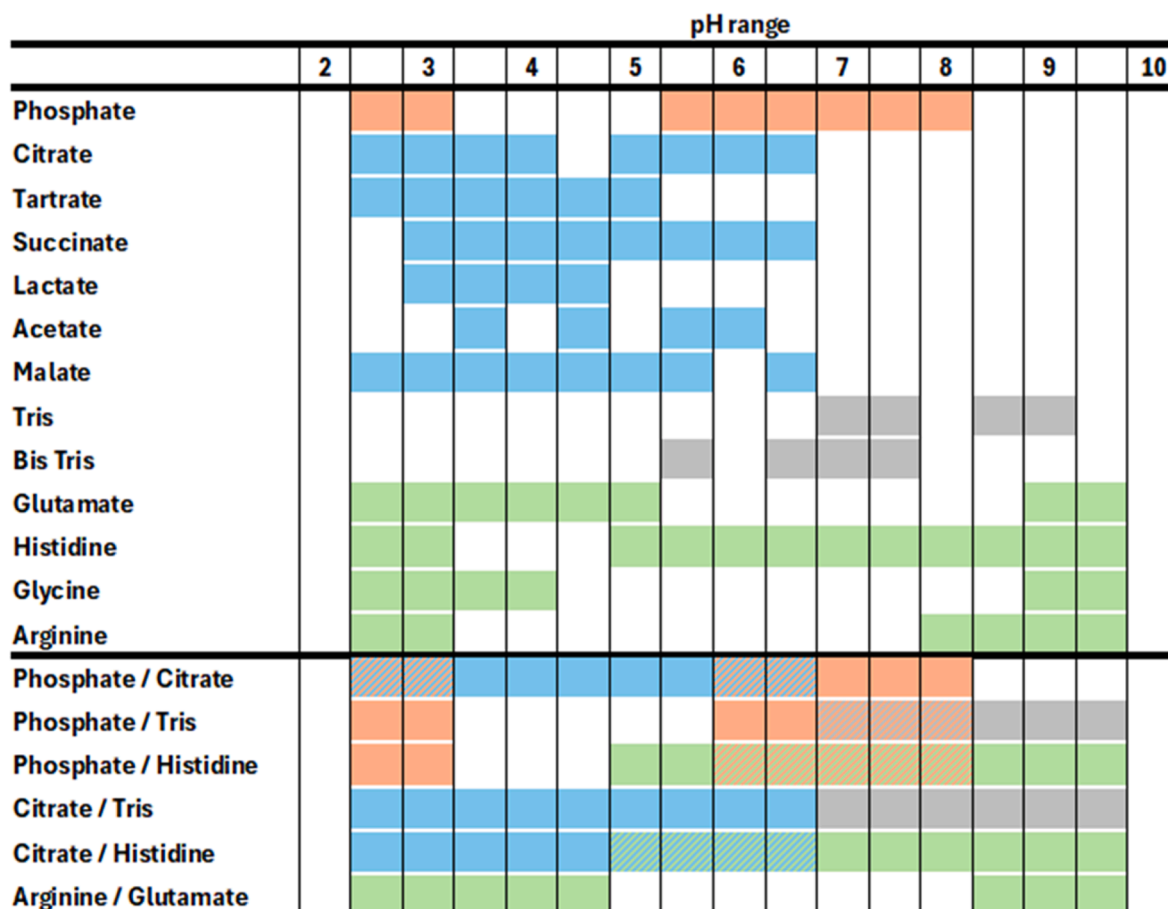 pH range
2 3 4 5 6 7 8 9 10
Phosphate
Citrate
Tartrate
Succinate
Lactate
Acetate
Malate
Tris
Bis Tris
Glutamate
Histidine
Glycine
Arginine
Phosphate / Citrate
Phosphate / Tris
Phosphate / Histidine
Citrate / Tris
Citrate / Histidine
Arginine / Glutamate